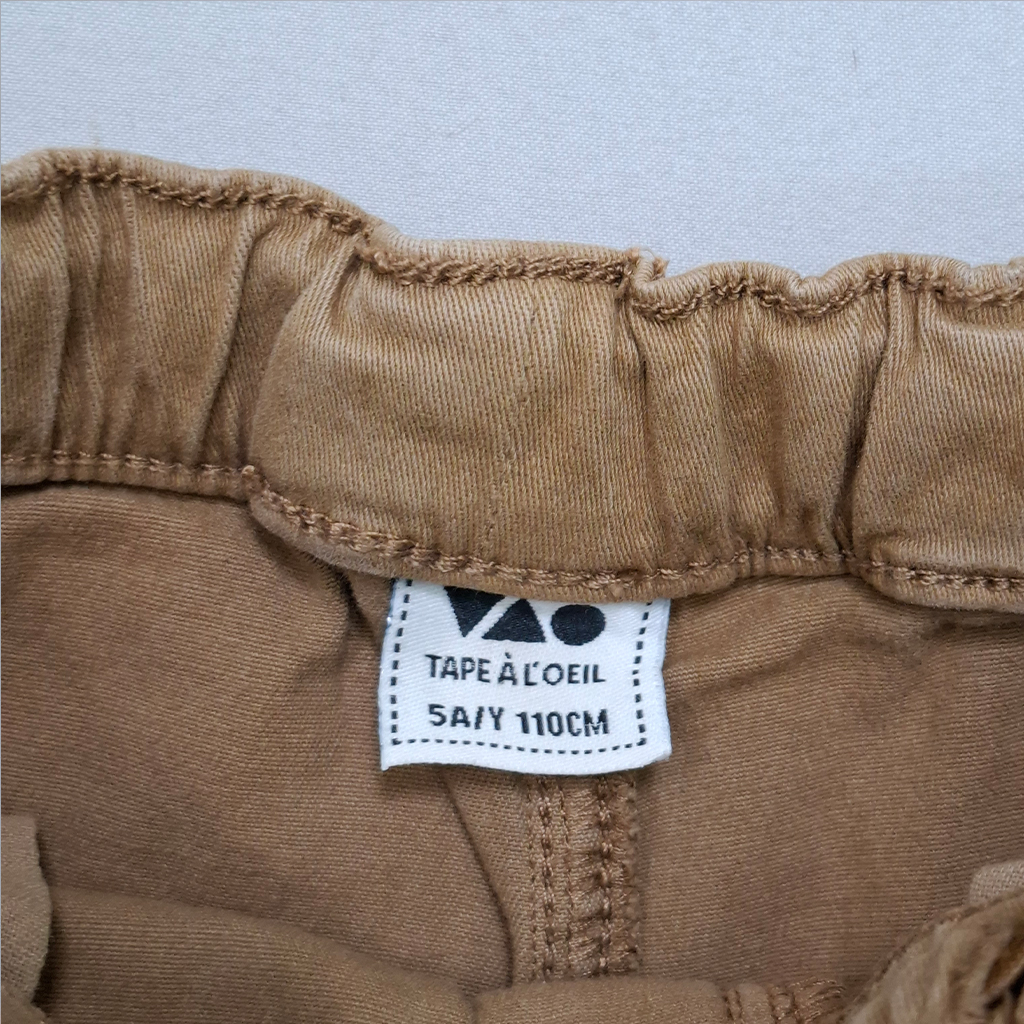 TAPE À L'OEIL
5A/Y 110CM